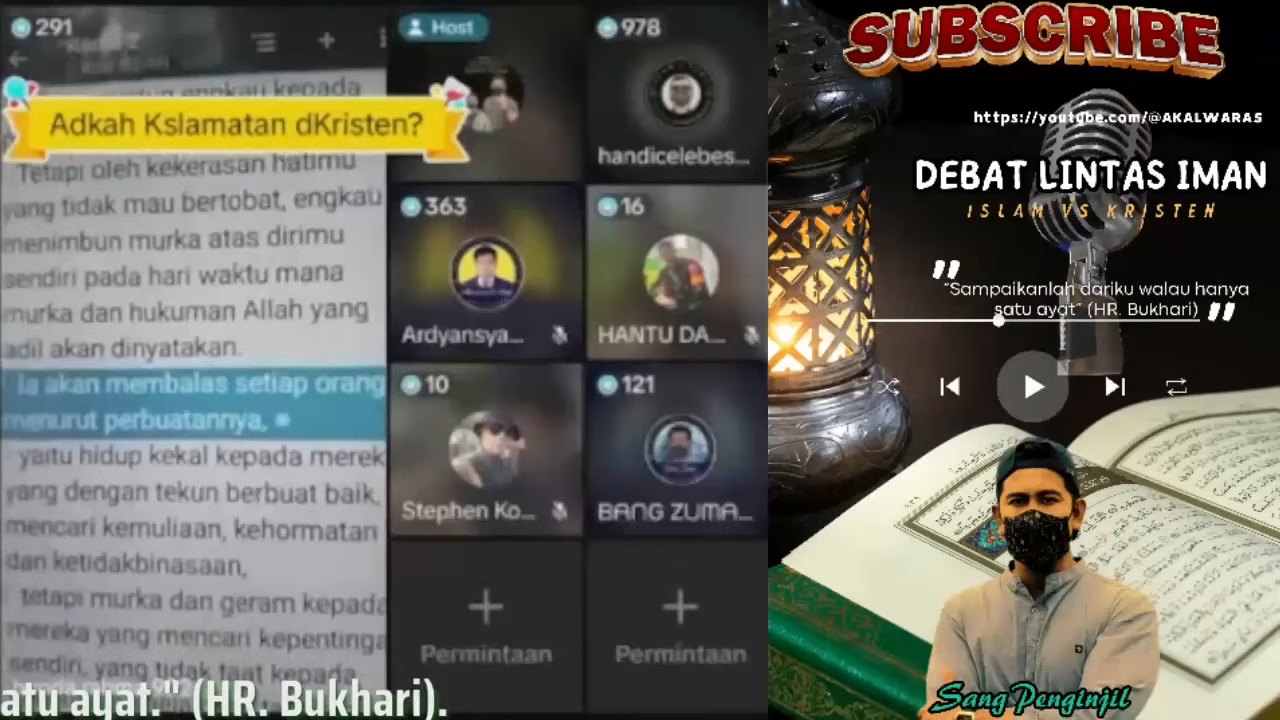 291
Adkah Kslamatan dKristen?
engkau kepada
Tetapi oleh kekerasan hatimu
yang tidak mau bertobat, engkau
menimbun murka atas dirimu
sendiri pada hari waktu mana
murka dan hukuman Allah yang
adil akan dinyatakan.
Ia akan membalas setiap orang
menurut perbuatannya,
yaitu hidup kekal kepada merek
yang dengan tekun berbuat baik,
mencari kemuliaan, kehormatan
dan ketidakbinasaan,
tetapi murka dan geram kepada
mereka yang mencari kepentinga
sendiri, yang tidak taat kepada
atu ayat." (HR. Bukhari).
Host
978
handicelebes...
363
Ardyansya...
16
HANTU DA...
10
Stephen Ko...
121
BANG ZUMA...
Permintaan
Permintaan
SUBSCRIBE
https://youtube.com/@AKALWARAS
DEBAT LINTAS IMAN
ISLAM VS KRISTEN
"Sampaikanlah dariku walau hanya
satu ayat" (HR. Bukhari)
Sang Penginjil